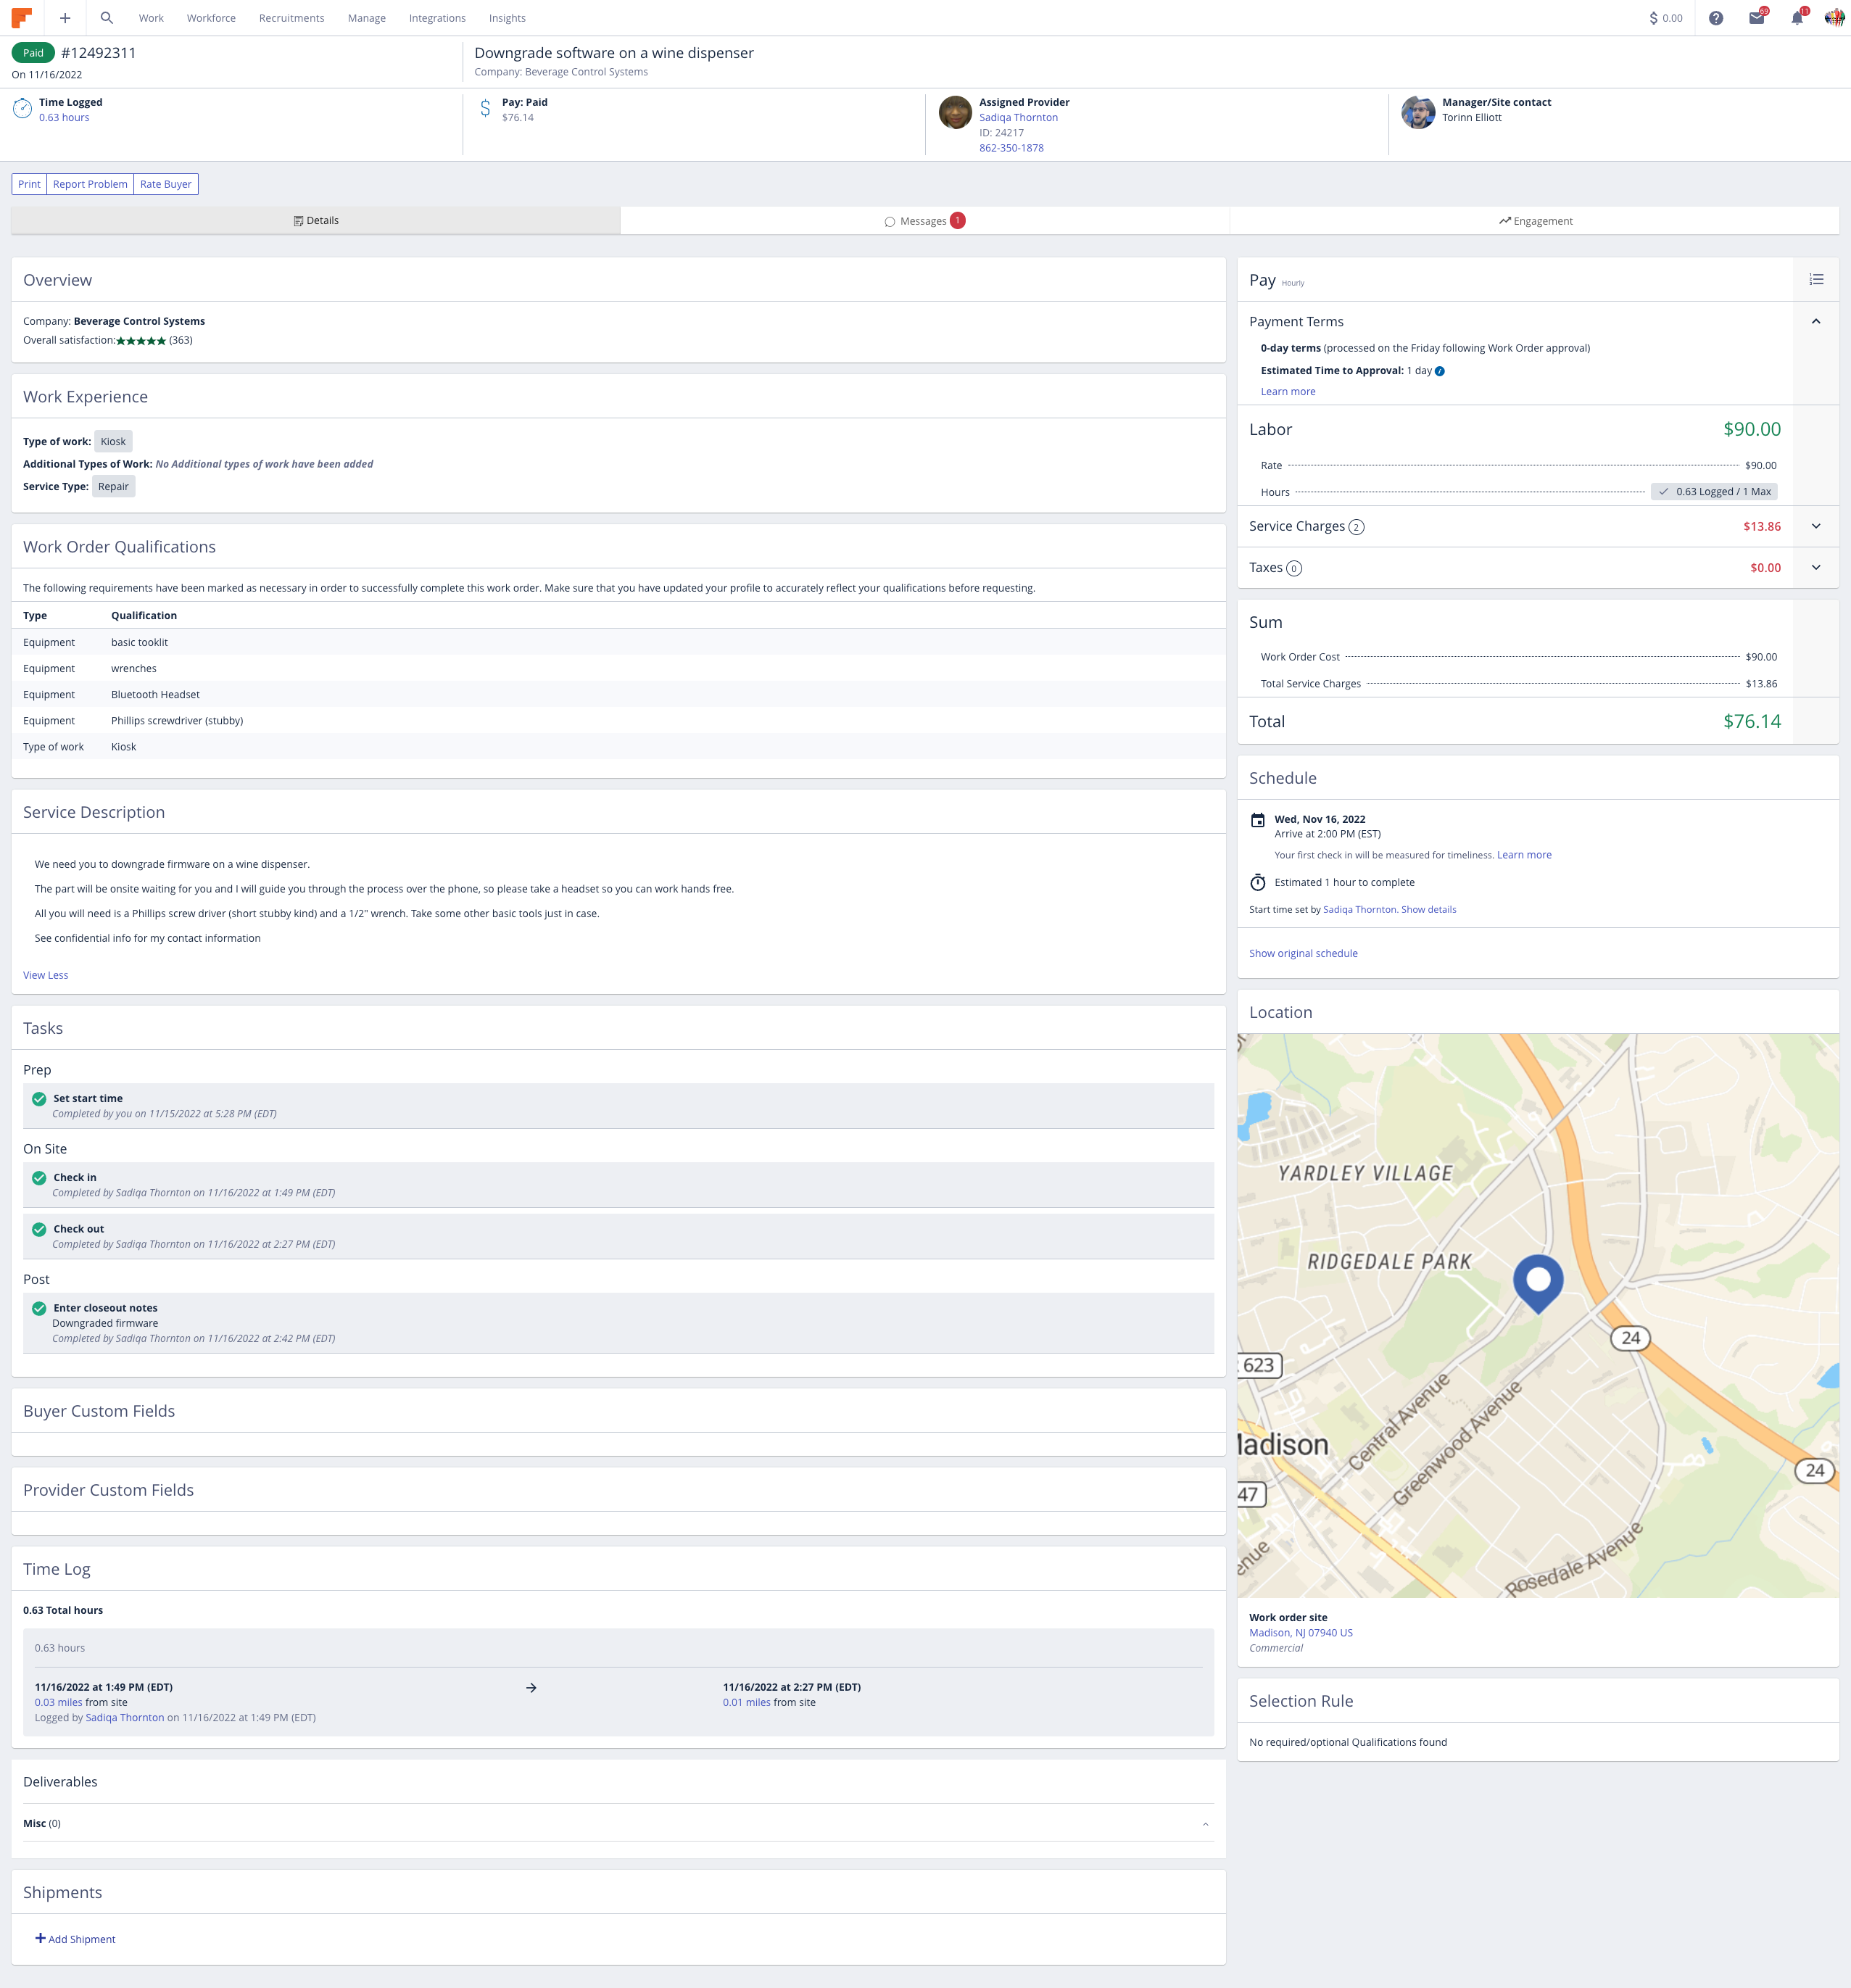 Work Workforce Recruitments Manage Integrations Insights $ 0.00 69 11
Paid #12492311
On 11/16/2022
Downgrade software on a wine dispenser
Company: Beverage Control Systems
Time Logged
0.63 hours
Pay: Paid
$76.14
Assigned Provider
Sadiqa Thornton
ID: 24217
862-350-1878
Manager/Site contact
Torinn Elliott
Print Report Problem Rate Buyer
Details
Messages 1
Engagement
Overview
Company: Beverage Control Systems
Overall satisfaction:★★★★★ (363)
Work Experience
Type of work: Kiosk
Additional Types of Work: No Additional types of work have been added
Service Type: Repair
Work Order Qualifications
The following requirements have been marked as necessary in order to successfully complete this work order. Make sure that you have updated your profile to accurately reflect your qualifications before requesting.
Type Qualification
Equipment basic tooklit
Equipment wrenches
Equipment Bluetooth Headset
Equipment Phillips screwdriver (stubby)
Type of work Kiosk
Service Description
We need you to downgrade firmware on a wine dispenser.
The part will be onsite waiting for you and I will guide you through the process over the phone, so please take a headset so you can work hands free.
All you will need is a Phillips screw driver (short stubby kind) and a 1/2" wrench. Take some other basic tools just in case.
See confidential info for my contact information
View Less
Tasks
Prep
Set start time
Completed by you on 11/15/2022 at 5:28 PM (EDT)
On Site
Check in
Completed by Sadiqa Thornton on 11/16/2022 at 1:49 PM (EDT)
Check out
Completed by Sadiqa Thornton on 11/16/2022 at 2:27 PM (EDT)
Post
Enter closeout notes
Downgraded firmware
Completed by Sadiqa Thornton on 11/16/2022 at 2:42 PM (EDT)
Buyer Custom Fields
Provider Custom Fields
Time Log
0.63 Total hours
0.63 hours
11/16/2022 at 1:49 PM (EDT)
0.03 miles from site
Logged by Sadiqa Thornton on 11/16/2022 at 1:49 PM (EDT)
11/16/2022 at 2:27 PM (EDT)
0.01 miles from site
Deliverables
Misc (0)
Shipments
Add Shipment
Pay Hourly
Payment Terms
0-day terms (processed on the Friday following Work Order approval)
Estimated Time to Approval: 1 day
Learn more
Labor $90.00
Rate $90.00
Hours 0.63 Logged / 1 Max
Service Charges 2 $13.86
Taxes 0 $0.00
Sum
Work Order Cost $90.00
Total Service Charges $13.86
Total $76.14
Schedule
Wed, Nov 16, 2022
Arrive at 2:00 PM (EST)
Your first check in will be measured for timeliness. Learn more
Estimated 1 hour to complete
Start time set by Sadiqa Thornton. Show details
Show original schedule
Location
YARDLEY VILLAGE
RIDGEDALE PARK
24
623
Central Avenue
Greenwood Avenue
Madison
24
47
enue
Rosedale Avenue
Work order site
Madison, NJ 07940 US
Commercial
Selection Rule
No required/optional Qualifications found